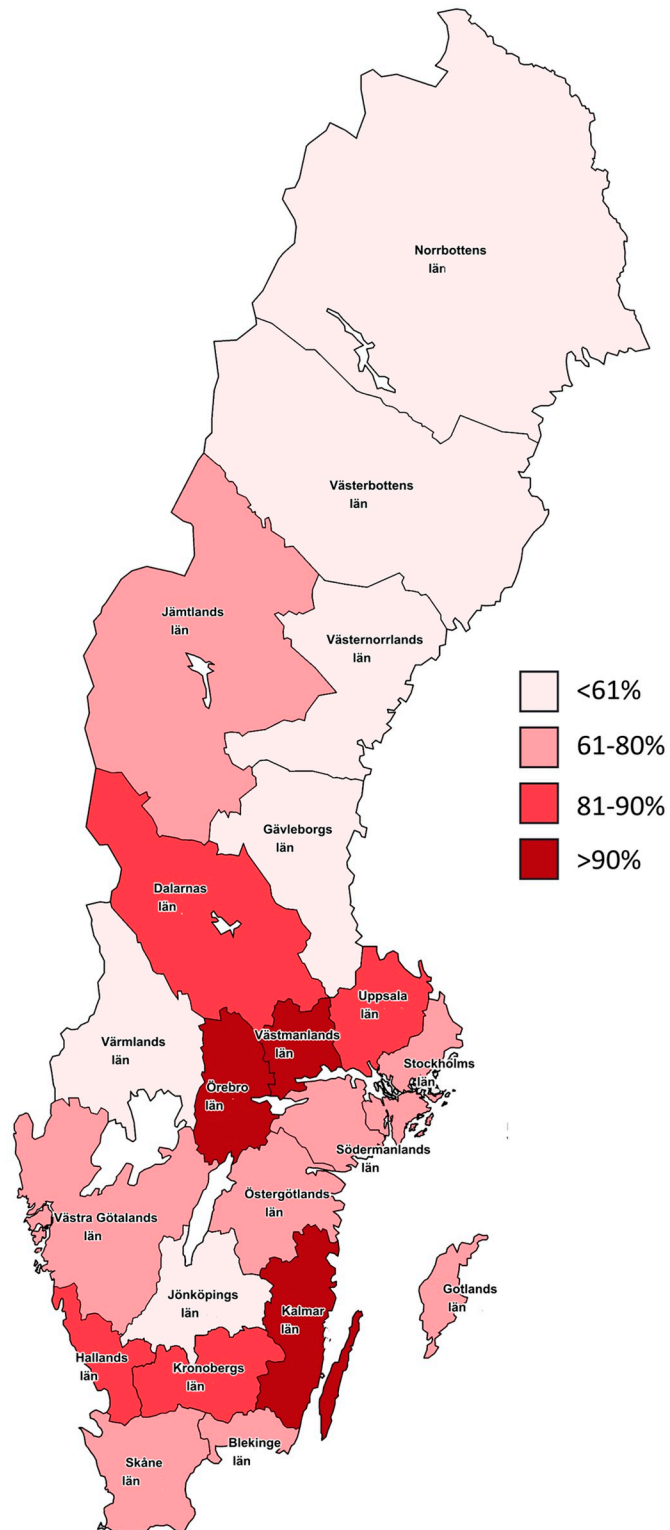 Norrbottens
län
Västerbottens
län
Jämtlands
län
Västernorrlands
län
<61%
61-80%
81-90%
>90%
Gävleborgs
län
Dalarnas
län
Uppsala
län
Västmanlands
län
Värmlands
län
Stockholms
län
Örebro
län
Södermanlands
län
Östergötlands
län
Västra Götalands
län
Gotlands
län
Jönköpings
län
Kalmar
län
Hallands
län
Kronobergs
län
Blekinge
län
Skåne
län